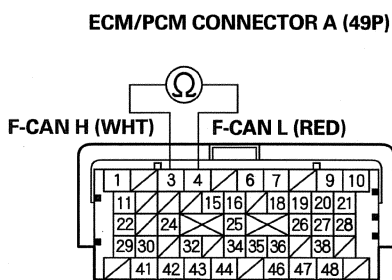 ECM/PCM CONNECTOR A (49P)
Ω
F-CAN H (WHT) F-CAN L (RED)
1 3 4 6 7 9 10
11 15 16 18 19 20 21
22 24 25 26 27 28
29 30 32 34 35 36 38
41 42 43 44 46 47 48